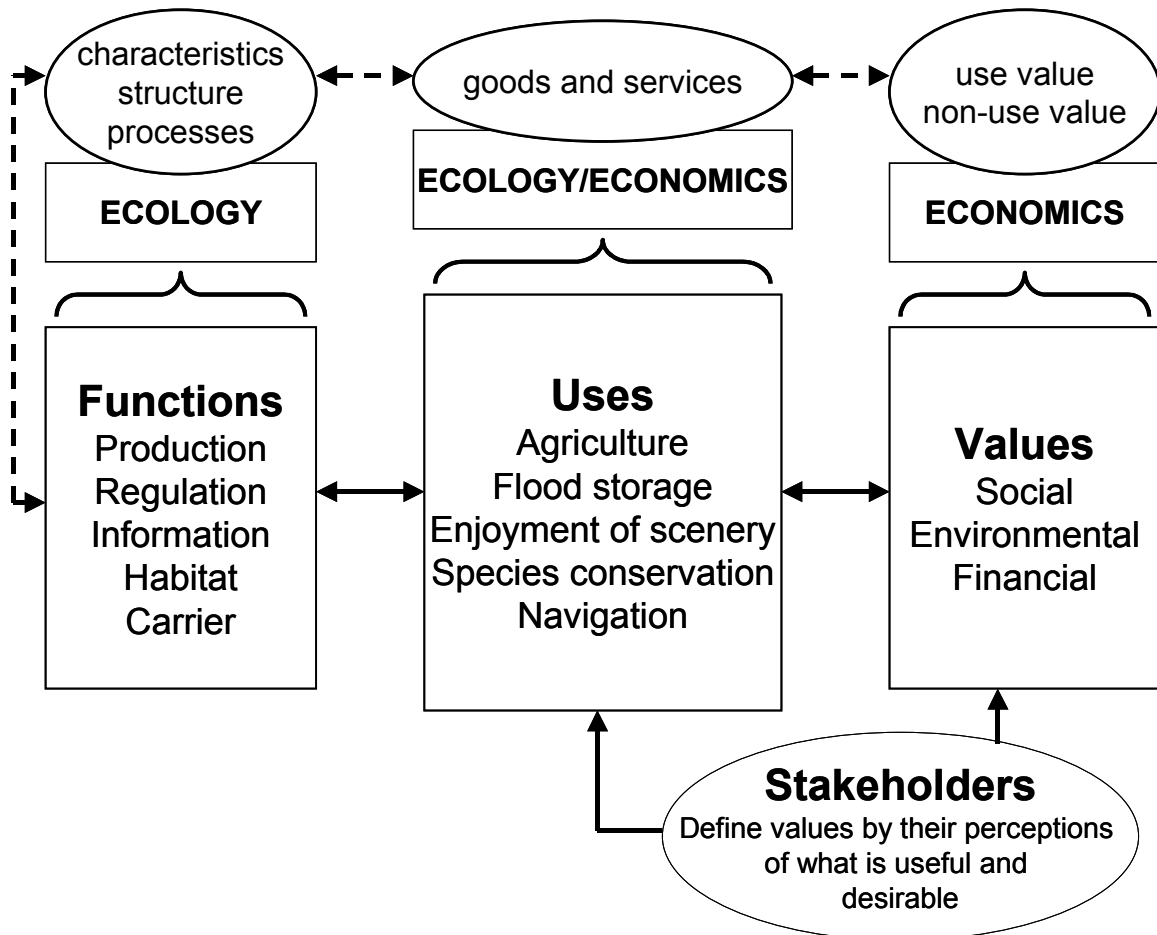 characteristics
structure
processes
goods and services
use value
non-use value
ECOLOGY
ECOLOGY/ECONOMICS
ECONOMICS
Functions
Production
Regulation
Information
Habitat
Carrier
Uses
Agriculture
Flood storage
Enjoyment of scenery
Species conservation
Navigation
Values
Social
Environmental
Financial
Stakeholders
Define values by their perceptions
of what is useful and
desirable